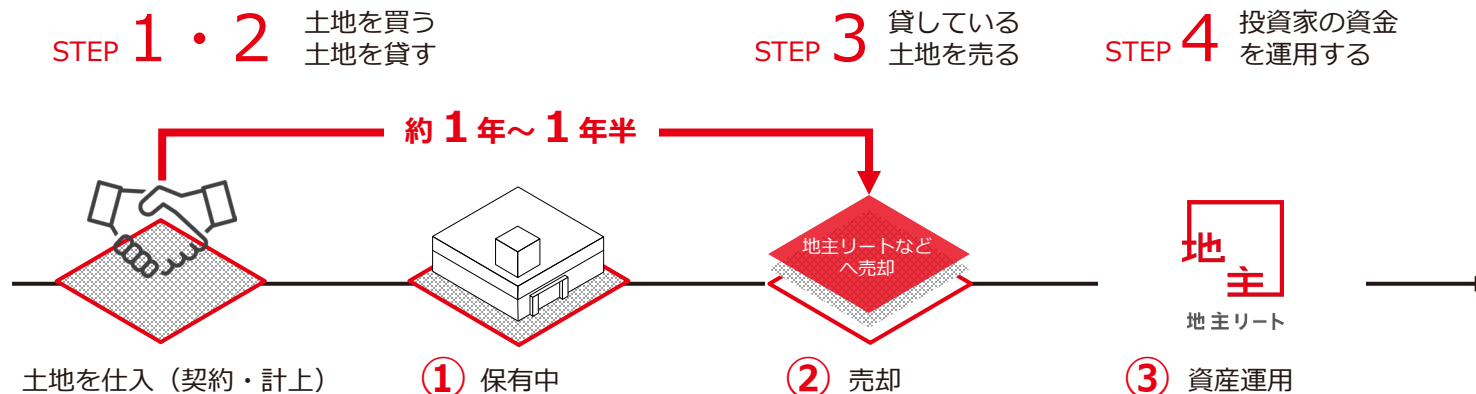 STEP 1・2 土地を買う
土地を貸す
STEP 3 貸している
土地を売る
STEP 4 投資家の資金
を運用する
約 1 年～ 1 年半
地主リートなど
へ売却
地
主
地主リート
土地を仕入（契約・計上）
① 保有中
② 売却
③ 資産運用